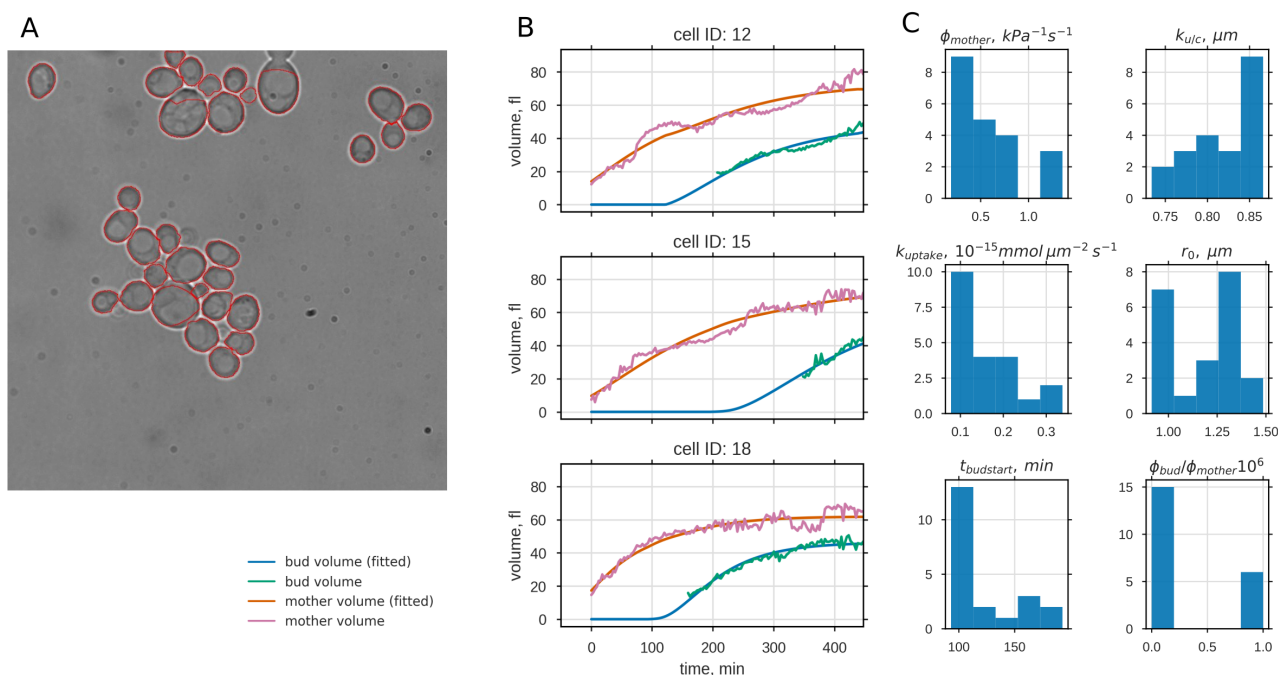 A
B
C
cell ID: 12
volume, fl
80
60
40
20
0
cell ID: 15
volume, fl
80
60
40
20
0
cell ID: 18
volume, fl
80
60
40
20
0
0 100 200 300 400
time, min
bud volume (fitted)
bud volume
mother volume (fitted)
mother volume
ϕmother, kPa⁻¹s⁻¹
8
6
4
2
0
0.5 1.0
ku/c, μm
8
6
4
2
0
0.75 0.80 0.85
kuptake, 10⁻¹⁵mmol μm⁻² s⁻¹
10.0
7.5
5.0
2.5
0.0
0.1 0.2 0.3
r₀, μm
8
6
4
2
0
1.00 1.25 1.50
tbudstart, min
10
5
0
100 150
ϕbud/ϕmother10⁶
15
10
5
0
0.0 0.5 1.0